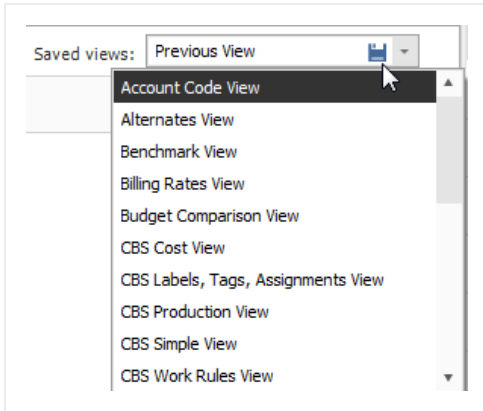 Saved views: Previous View
Account Code View
Alternates View
Benchmark View
Billing Rates View
Budget Comparison View
CBS Cost View
CBS Labels, Tags, Assignments View
CBS Production View
CBS Simple View
CBS Work Rules View